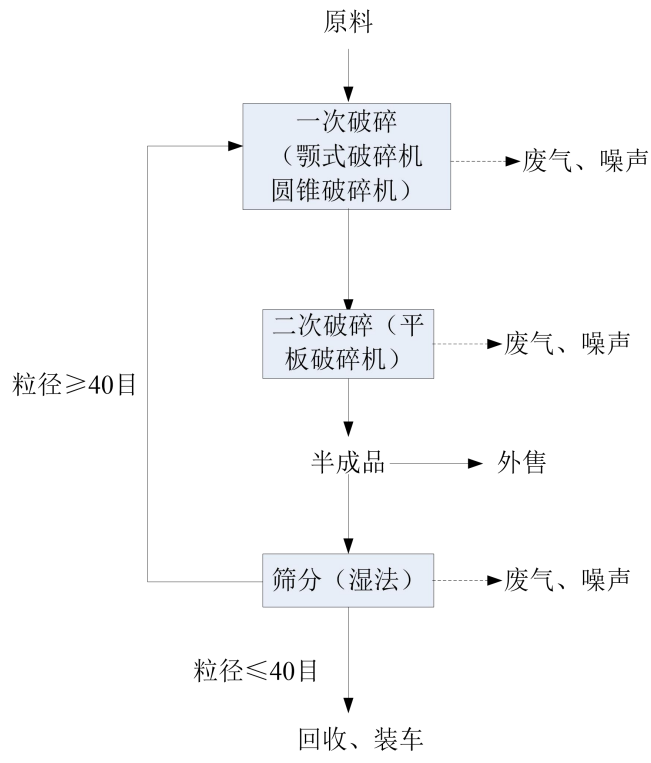 原料
一次破碎
（颚式破碎机
圆锥破碎机）
废气、噪声
二次破碎（平
板破碎机）
废气、噪声
粒径≥40目
半成品
外售
筛分（湿法）
废气、噪声
粒径≤40目
回收、装车